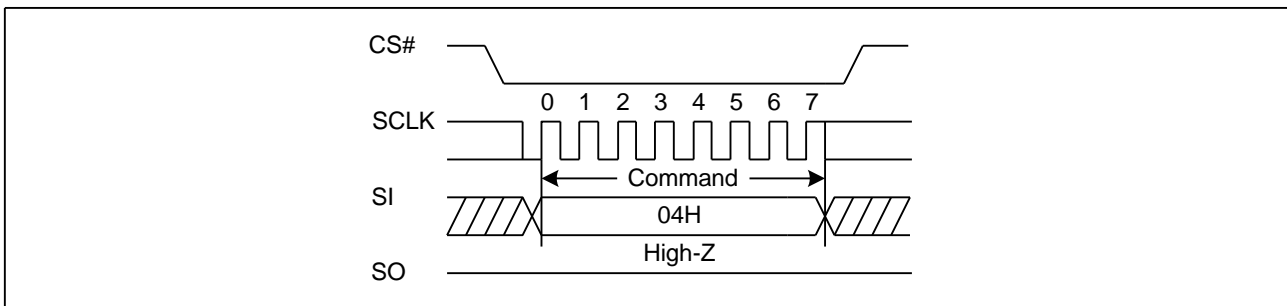 CS#
0 1 2 3 4 5 6 7
SCLK
Command
SI
04H
High-Z
SO